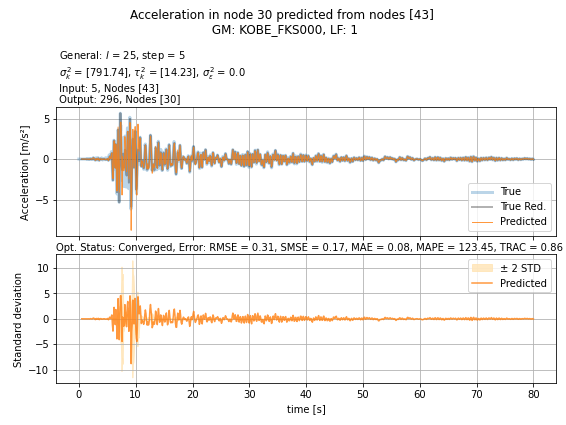 Acceleration in node 30 predicted from nodes [43]
GM: KOBE_FKS000, LF: 1
General: l = 25, step = 5
σ²ₖ = [791.74], τ²ₖ = [14.23], σ²ε = 0.0
Input: 5, Nodes [43]
Output: 296, Nodes [30]
Acceleration [m/s²]
5
0
−5
True
True Red.
Predicted
Opt. Status: Converged, Error: RMSE = 0.31, SMSE = 0.17, MAE = 0.08, MAPE = 123.45, TRAC = 0.86
Standard deviation
10
5
0
−5
−10
± 2 STD
Predicted
0 10 20 30 40 50 60 70 80
time [s]